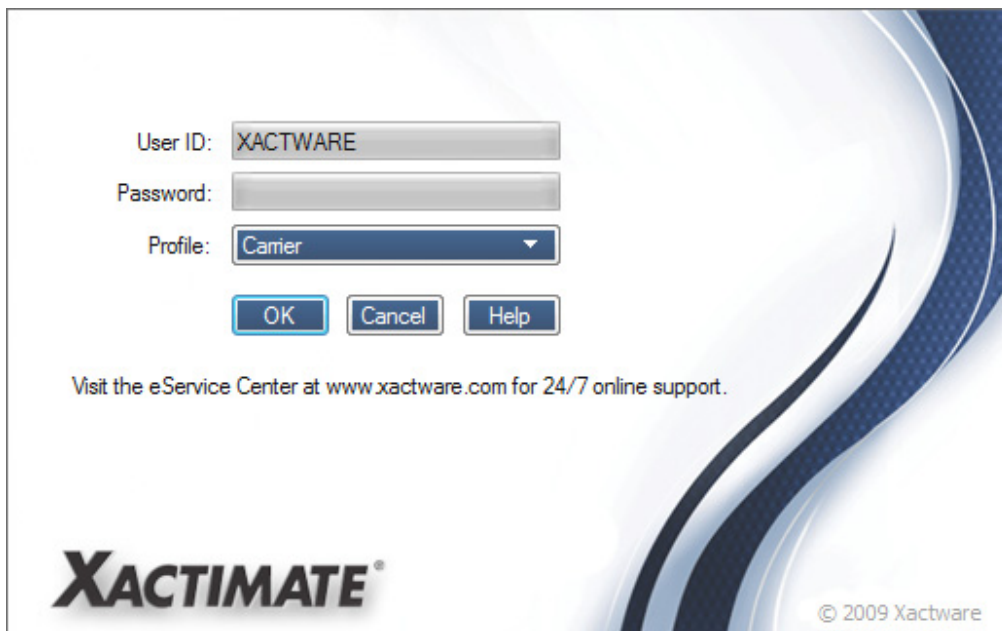 User ID: XACTWARE
Password:
Profile: Carrier
OK Cancel Help
Visit the eService Center at www.xactware.com for 24/7 online support.
XACTIMATE®
© 2009 Xactware